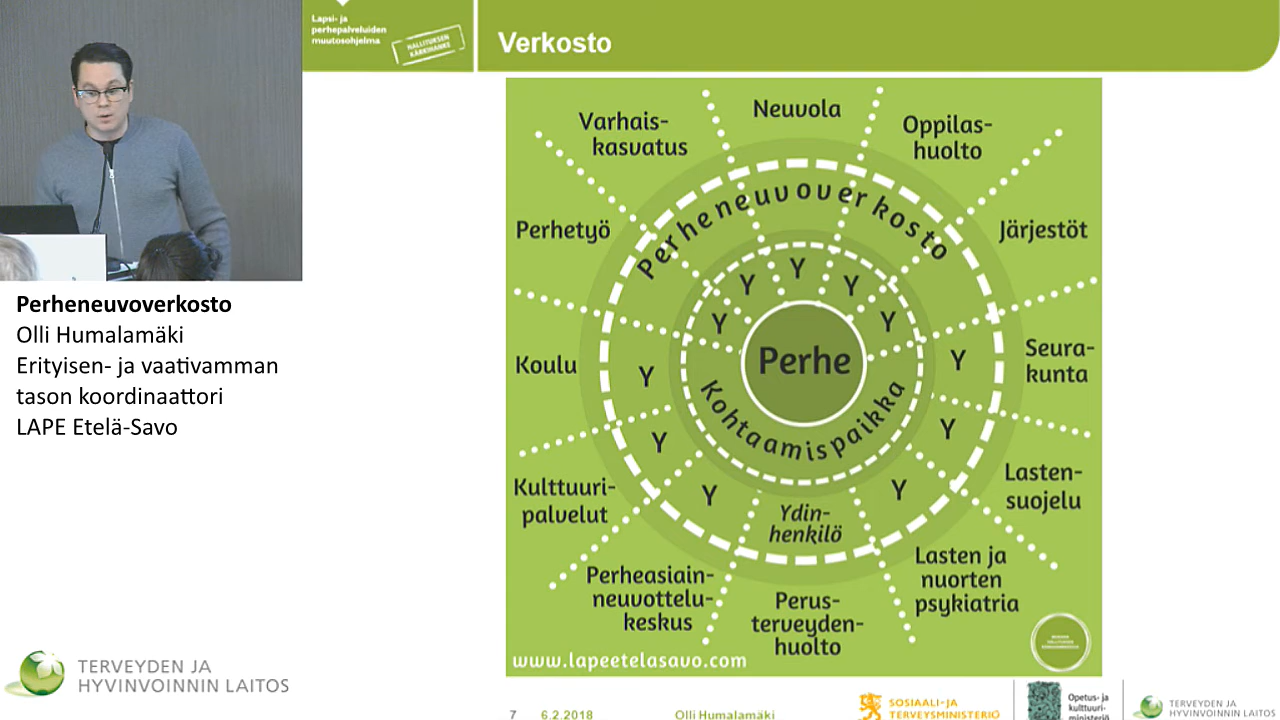 Lapsi- ja
perhepalveluiden
muutosohjelma
HALLITUKSEN
KÄRKIHANKE
Verkosto
Perheneuvoverkosto
Olli Humalamäki
Erityisen- ja vaativamman
tason koordinaattori
LAPE Etelä-Savo
Varhais-
kasvatus
Neuvola
Oppilas-
huolto
Perhetyö
Järjestöt
Perheneuvoverkosto
Y
Y
Y
Y
Y
Perhe
Koulu
Y
Y
Seura-
kunta
Kohtaamispaikka
Y
Y
Kulttuuri-
palvelut
Y
Ydin-
henkilö
Y
Lasten-
suojelu
Perheasiain-
neuvottelu-
keskus
Perus-
terveyden-
huolto
Lasten ja
nuorten
psykiatria
www.lapeetelasavo.com
TERVEYDEN JA
HYVINVOINNIN LAITOS
7 6.2.2018 Olli Humalamäki
SOSIAALI- JA
TERVEYSMINISTERIÖ
Opetus- ja
kulttuuri-
ministeriö
TERVEYDEN JA
HYVINVOINNIN LAITOS